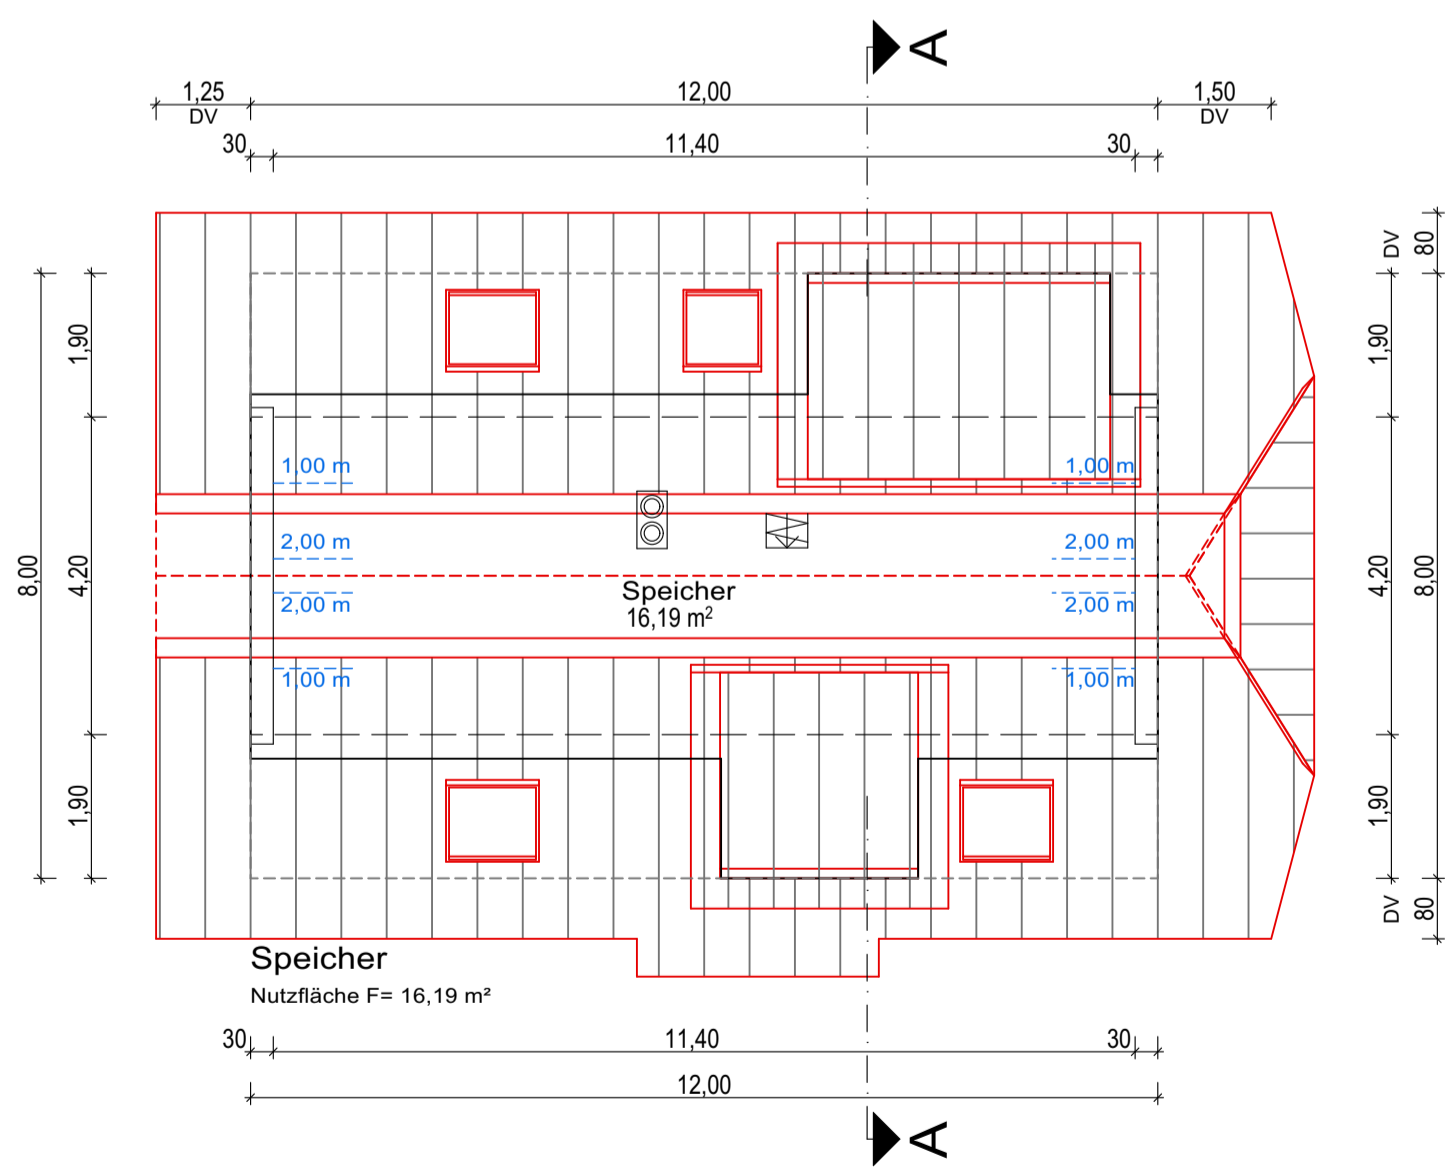 A
1,25
12,00
1,50
DV
DV
30
11,40
30
DV
80
1,90
1,90
1,00 m
1,00 m
2,00 m
2,00 m
8,00
4,20
Speicher
16,19 m²
4,20
8,00
2,00 m
2,00 m
1,00 m
1,00 m
1,90
1,90
DV
80
Speicher
Nutzfläche F= 16,19 m²
30
11,40
30
12,00
A